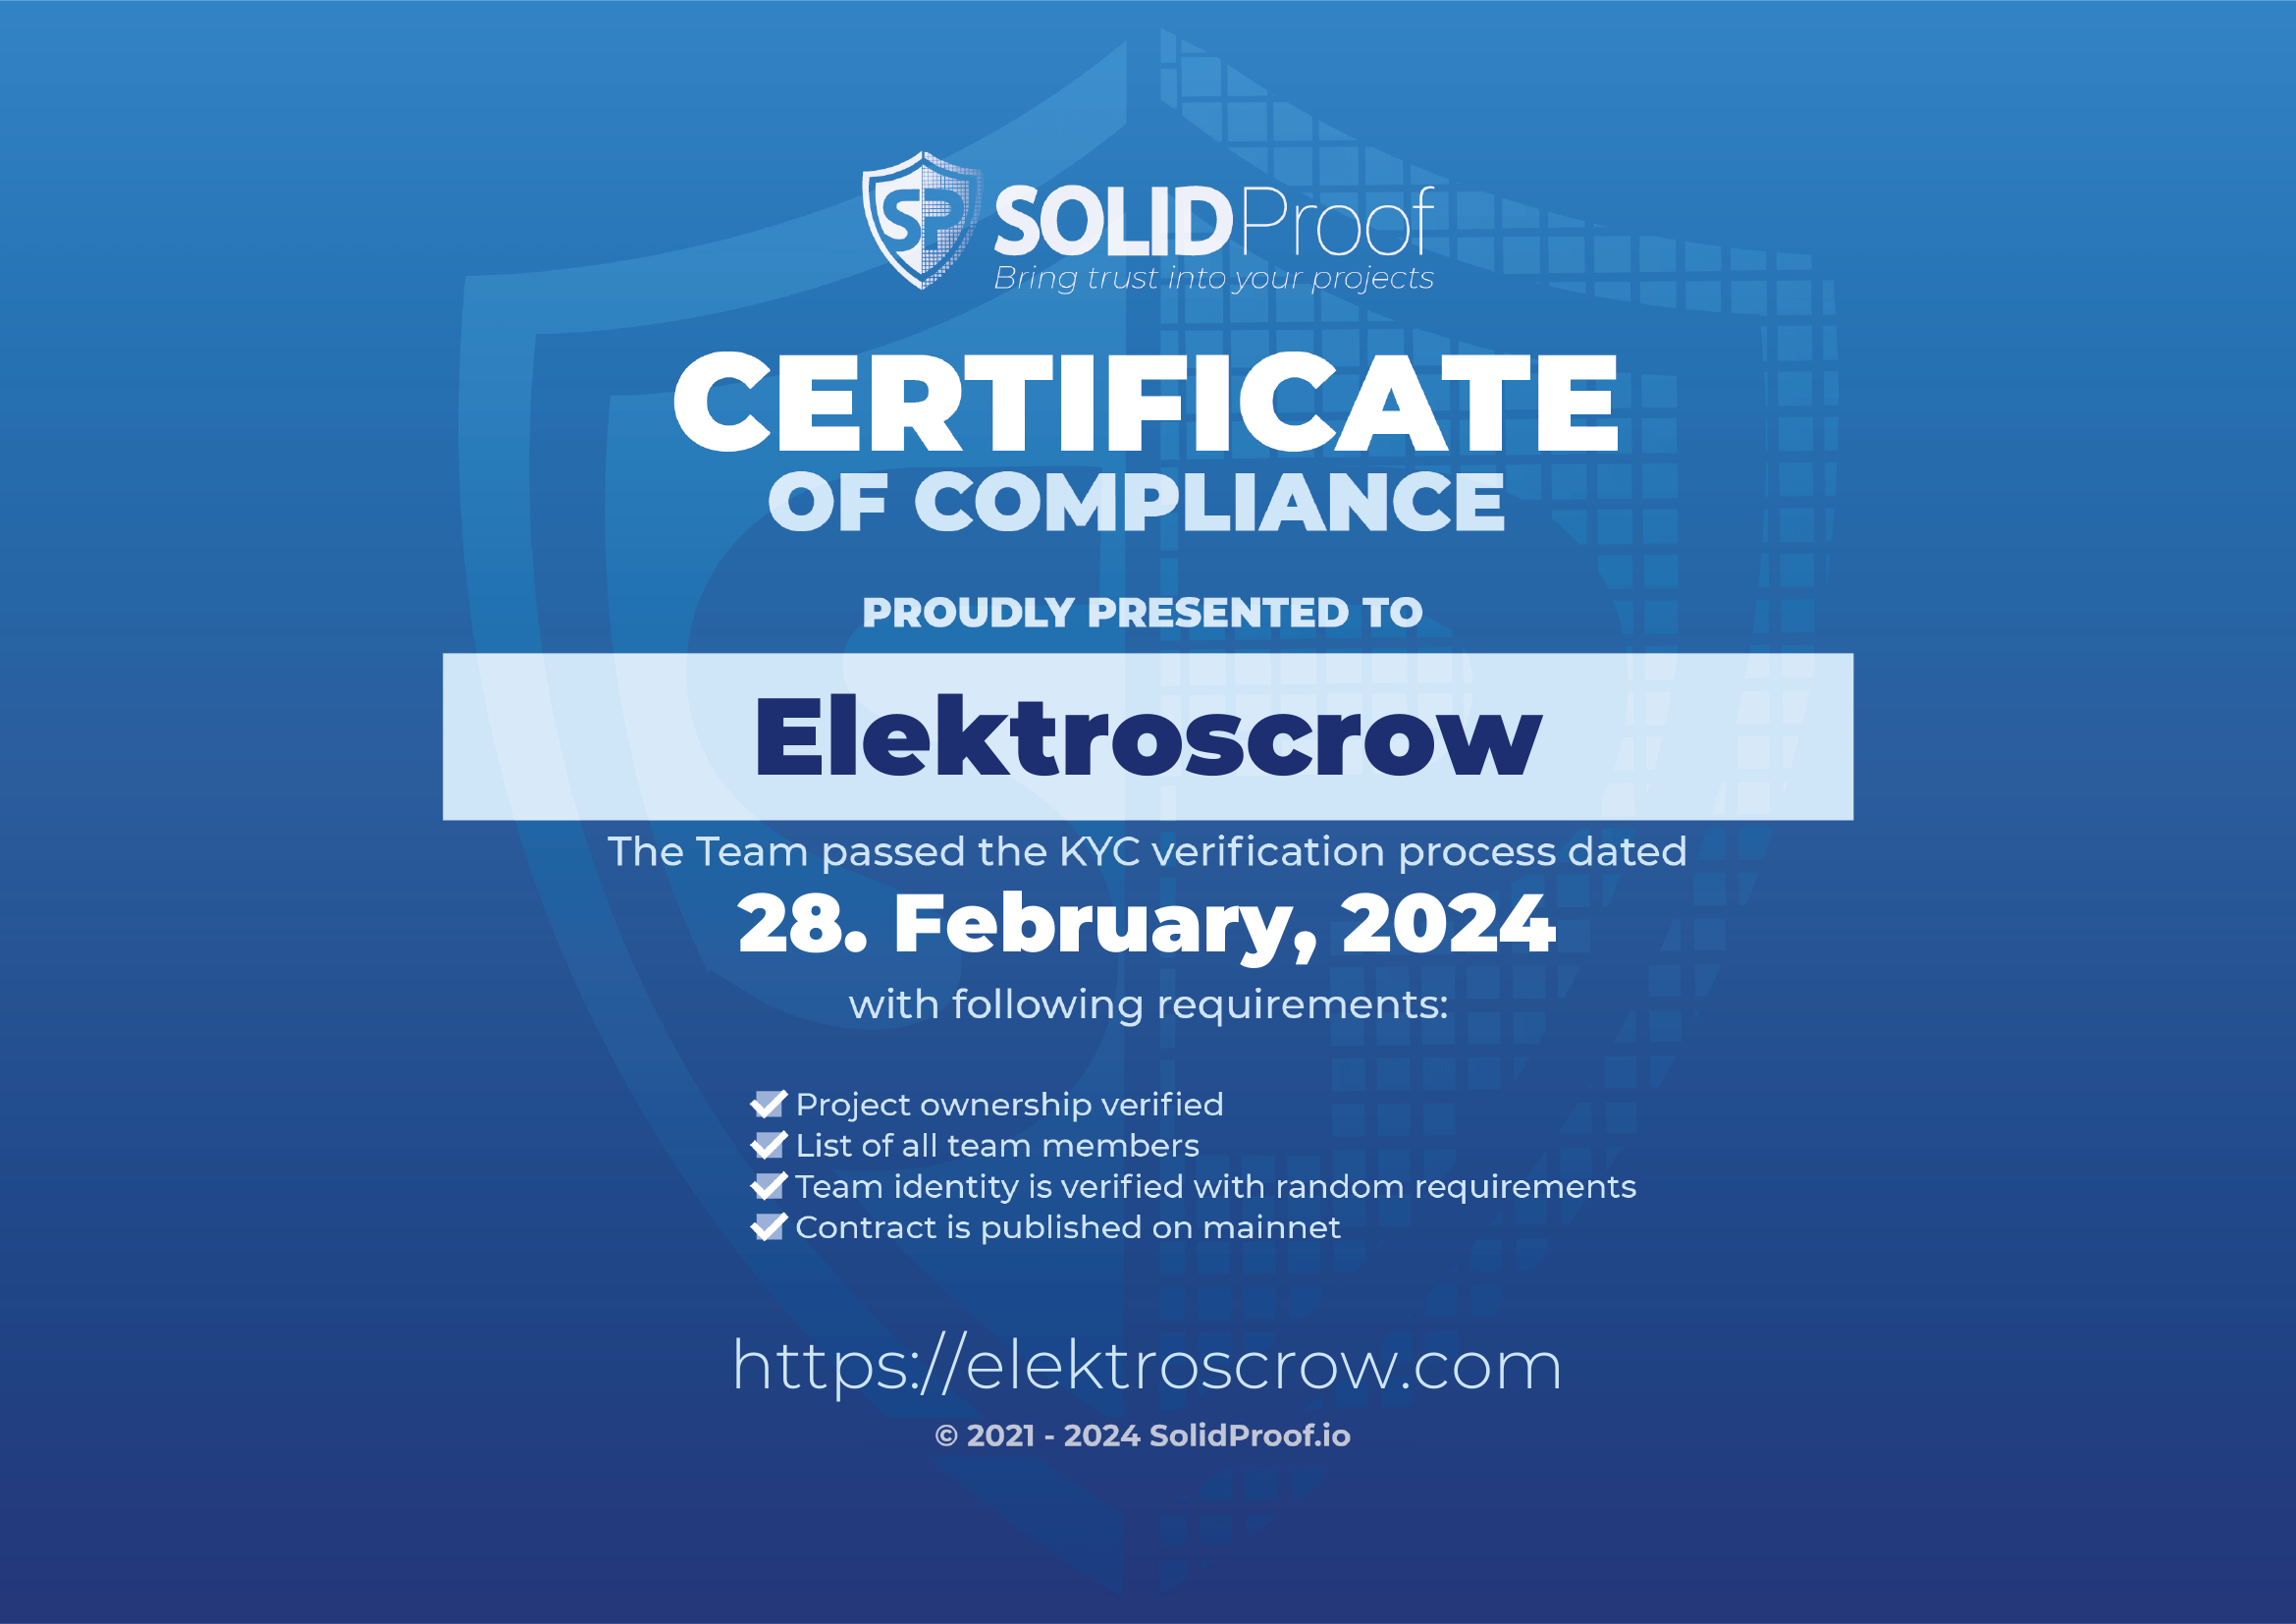 SP SOLIDProof
Bring trust into your projects
CERTIFICATE
OF COMPLIANCE
PROUDLY PRESENTED TO
Elektroscrow
The Team passed the KYC verification process dated
28. February, 2024
with following requirements:
Project ownership verified
List of all team members
Team identity is verified with random requirements
Contract is published on mainnet
https://elektroscrow.com
© 2021 - 2024 SolidProof.io